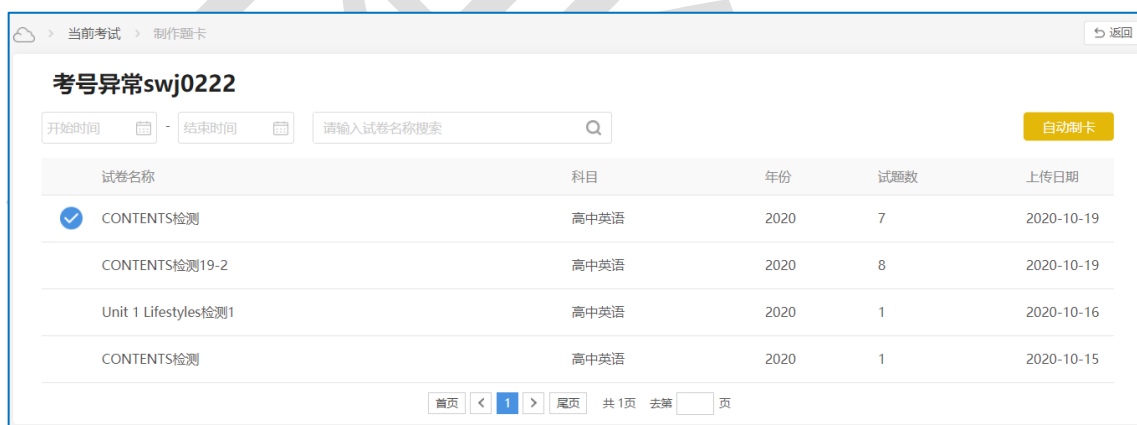 当前考试 制作题卡 返回
考号异常swj0222
开始时间 - 结束时间 请输入试卷名称搜索 自动制卡
试卷名称 科目 年份 试题数 上传日期
CONTENTS检测 高中英语 2020 7 2020-10-19
CONTENTS检测19-2 高中英语 2020 8 2020-10-19
Unit 1 Lifestyles检测1 高中英语 2020 1 2020-10-16
CONTENTS检测 高中英语 2020 1 2020-10-15
首页 < 1 > 尾页 共 1页 去第 页